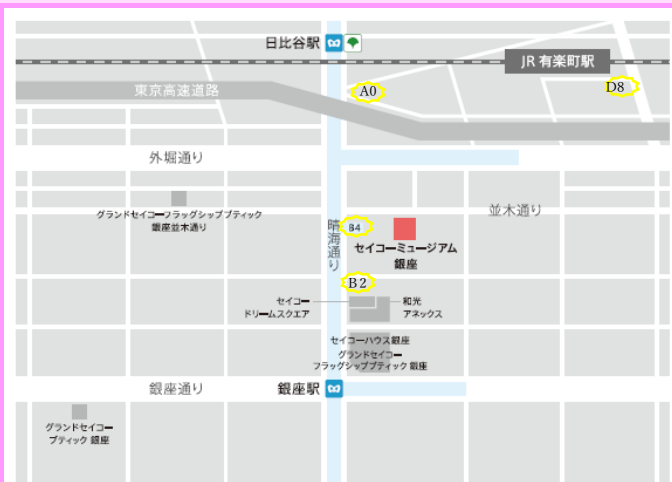 日比谷駅
JR 有楽町駅
A0
D8
東京高速道路
外堀通り
並木通り
グランドセイコーフラッグシップブティック
銀座並木通り
晴海通り
B4
セイコーミュージアム
銀座
B2
セイコー
ドリームスクエア
和光
アネックス
セイコーハウス銀座
グランドセイコー
フラッグシップブティック 銀座
銀座通り
銀座駅
グランドセイコー
ブティック 銀座